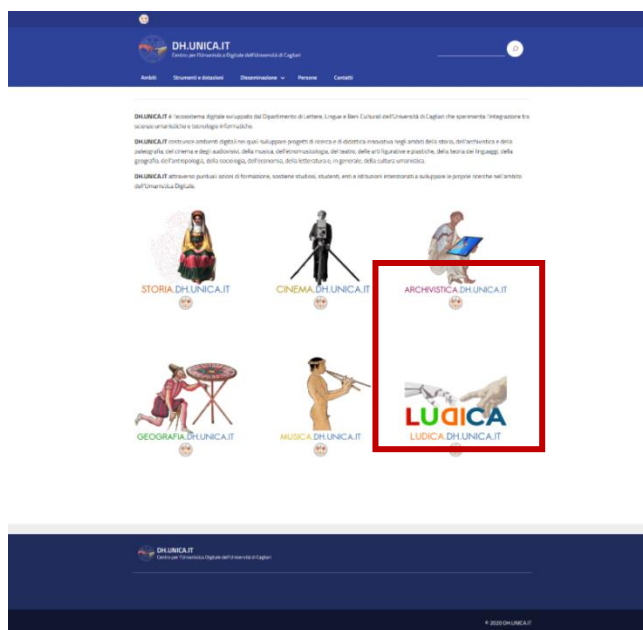 DH.UNICA.IT
Centro per l'Umanistica Digitale dell'Università di Cagliari
Ambiti Strumenti e dotazioni Disseminazione Persone Contatti
DH.UNICA.IT è l'ecosistema digitale sviluppato dal Dipartimento di Lettere, Lingue e Beni Culturali dell'Università di Cagliari che sperimenta l'integrazione tra
scienze umanistiche e tecnologie informatiche.
DH.UNICA.IT costruisce ambienti digitali nei quali sviluppare progetti di ricerca e di didattica innovativa negli ambiti della storia, dell'archivistica e della
paleografia, del cinema e degli audiovisivi, della musica, dell'etnomusicologia, del teatro, delle arti figurative e plastiche, della teoria dei linguaggi, della
geografia, dell'antropologia, della sociologia, dell'economia, della letteratura e, in generale, della cultura umanistica.
DH.UNICA.IT attraverso puntuali azioni di formazione, sostiene studiosi, studenti, enti e istituzioni intenzionati a sviluppare le proprie ricerche nell'ambito
dell'Umanistica Digitale.
STORIA.DH.UNICA.IT CINEMA.DH.UNICA.IT ARCHIVISTICA.DH.UNICA.IT
LUDICA
GEOGRAFIA.DH.UNICA.IT MUSICA.DH.UNICA.IT LUDICA.DH.UNICA.IT
DH.UNICA.IT
Centro per l'Umanistica Digitale dell'Università di Cagliari
© 2020 DH.UNICA.IT